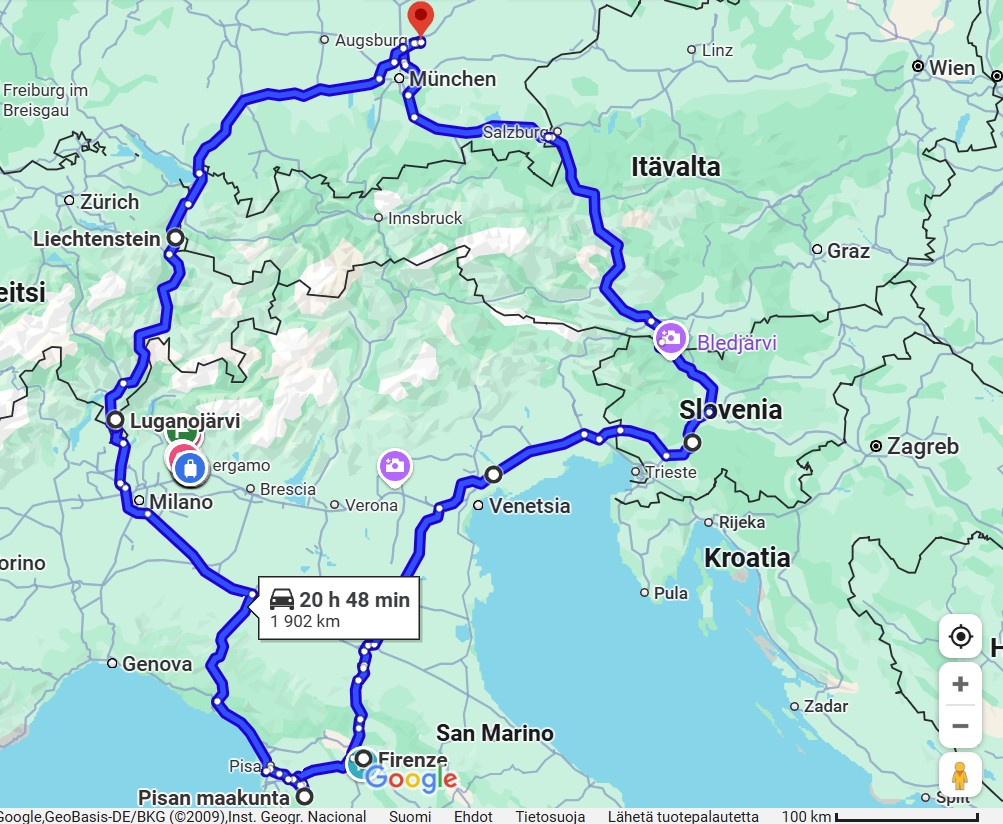 Augsburg
Linz
Wien
München
Freiburg im
Breisgau
Salzburg
Itävalta
Zürich
Innsbruck
Liechtenstein
Graz
eitsi
Bledjärvi
Slovenia
Luganojärvi
Zagreb
ergamo
Brescia
Trieste
Milano
Verona
Venetsia
Rijeka
Kroatia
orino
20 h 48 min
1 902 km
Pula
H
Genova
Zadar
San Marino
Pisa
Firenze
Google
Pisan maakunta
Split
Google,GeoBasis-DE/BKG (©2009),Inst. Geogr. Nacional Suomi Ehdot Tietosuoja Lähetä tuotepalautetta 100 km